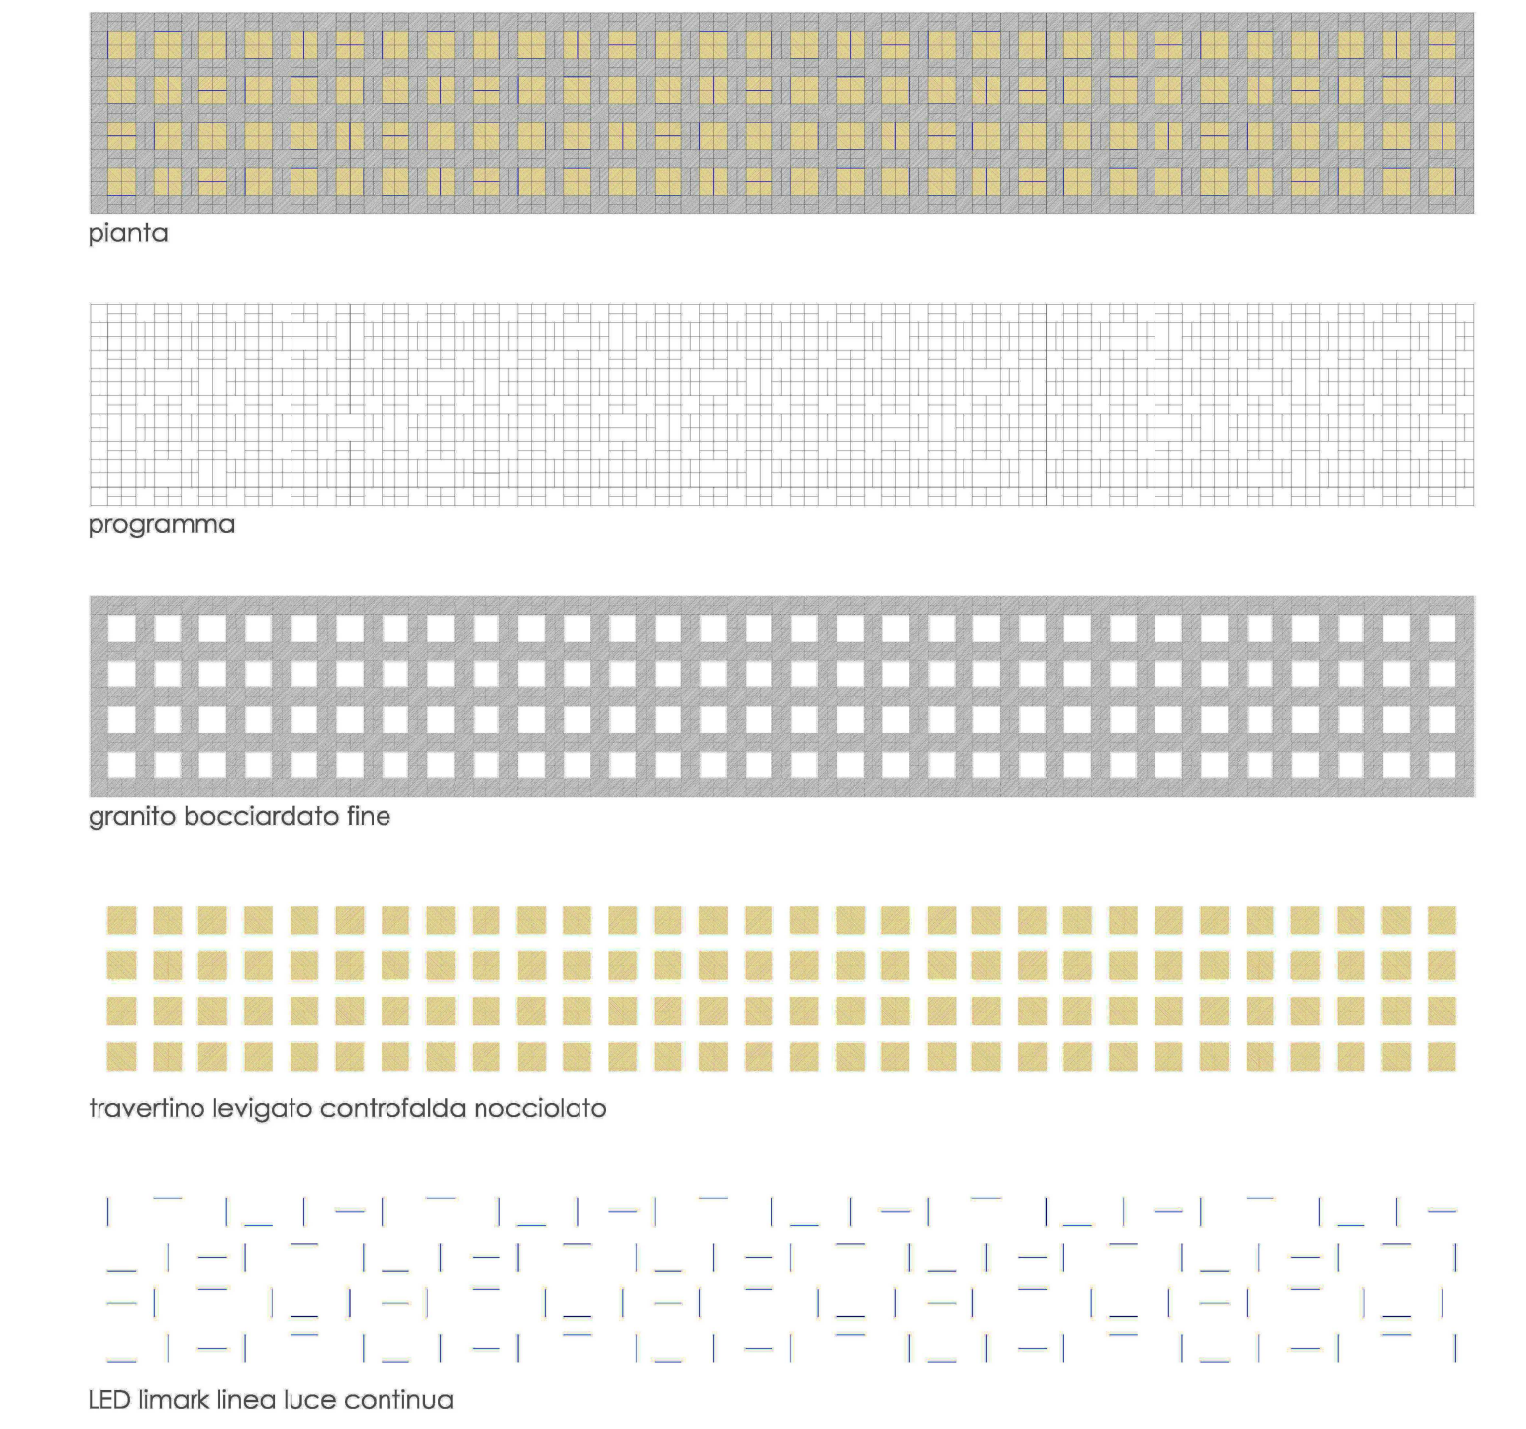 pianta
programma
granito bocciardato fine
travertino levigato controfalda nocciolato
LED limark linea luce continua